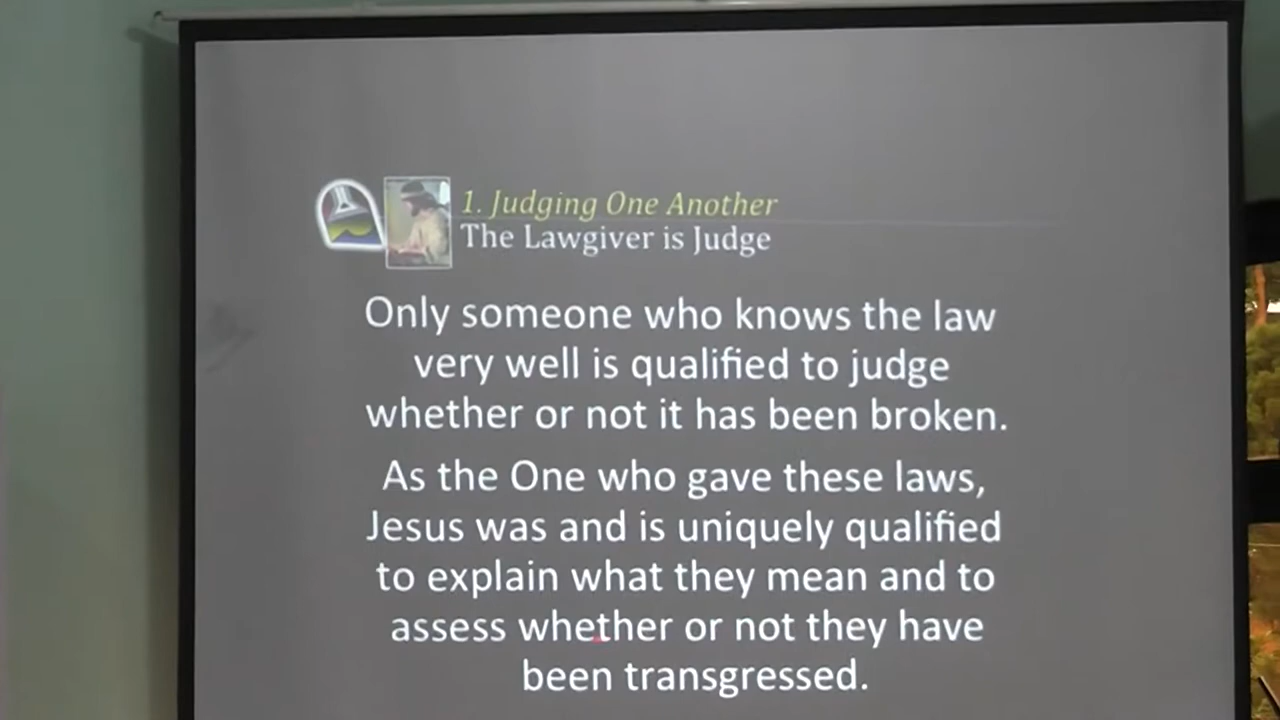 1. Judging One Another
The Lawgiver is Judge
Only someone who knows the law
very well is qualified to judge
whether or not it has been broken.
As the One who gave these laws,
Jesus was and is uniquely qualified
to explain what they mean and to
assess whether or not they have
been transgressed.